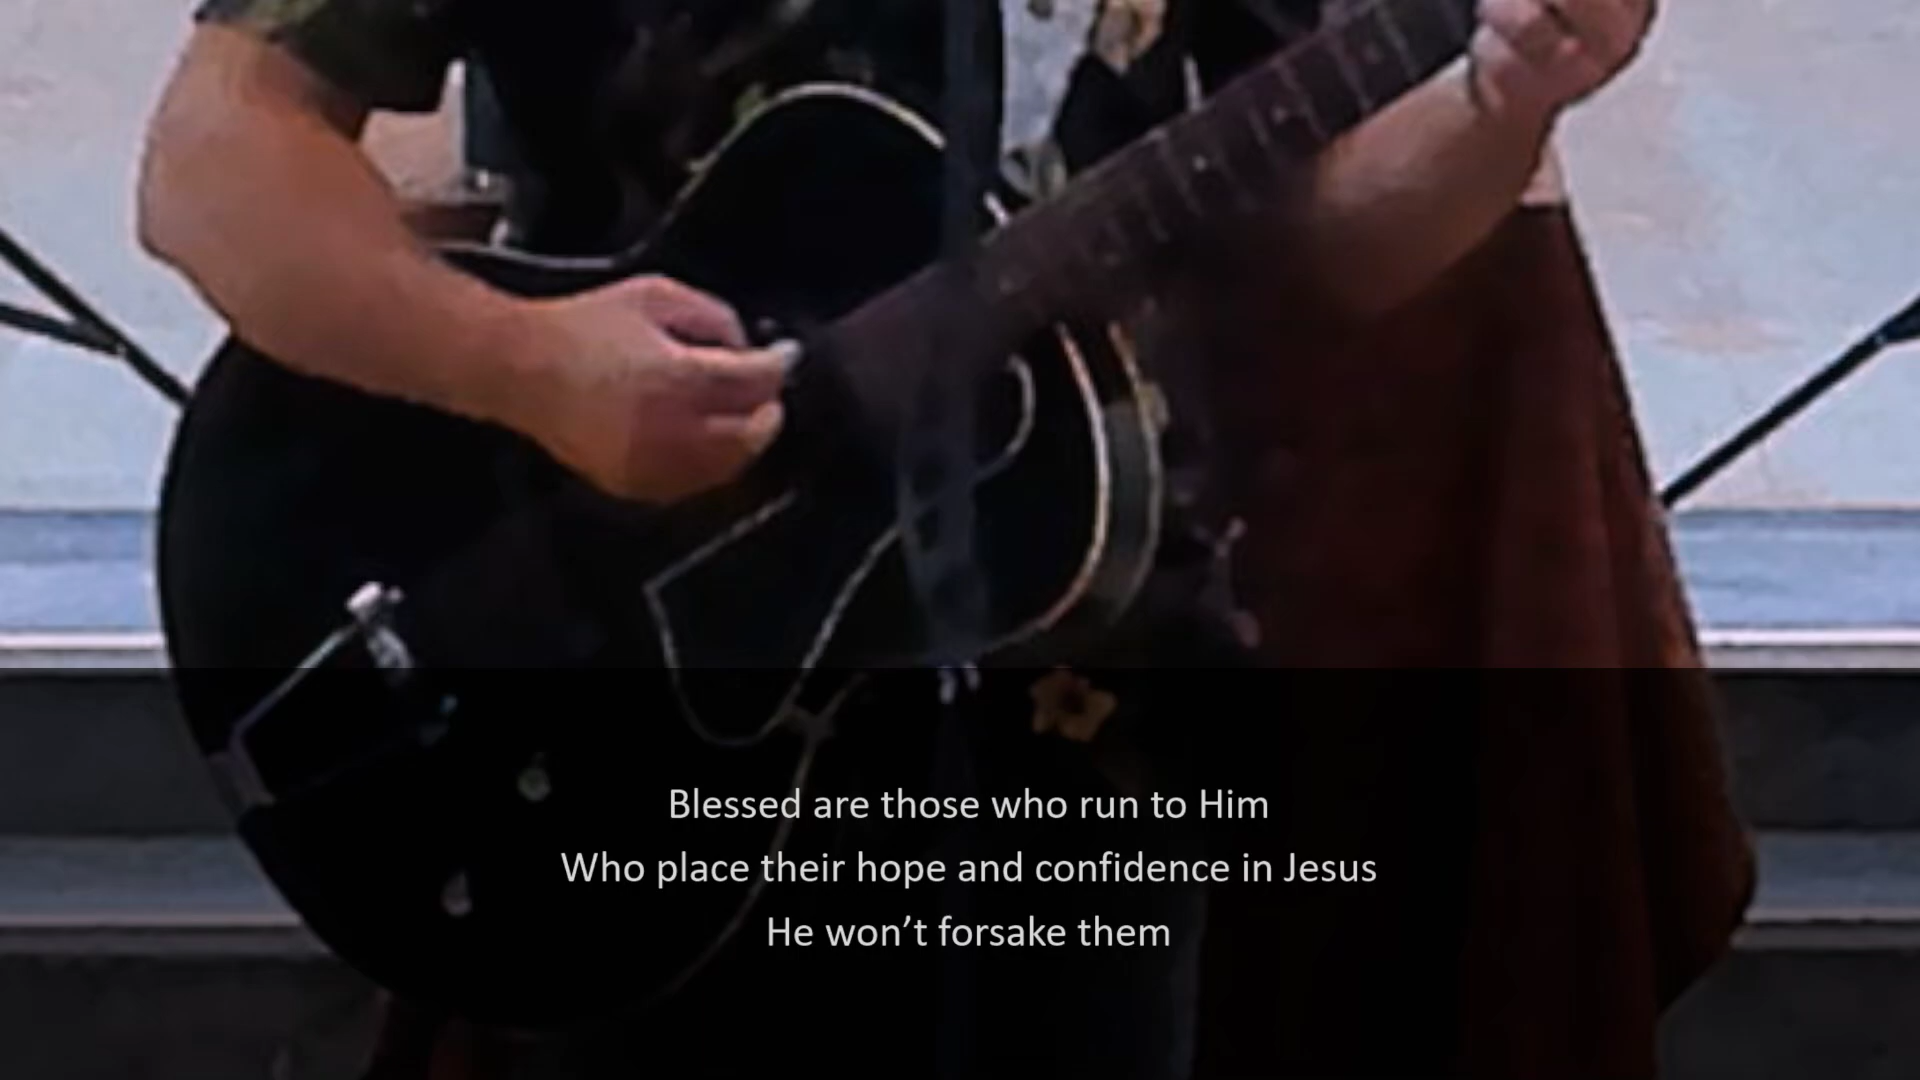 Blessed are those who run to Him
Who place their hope and confidence in Jesus
He won’t forsake them